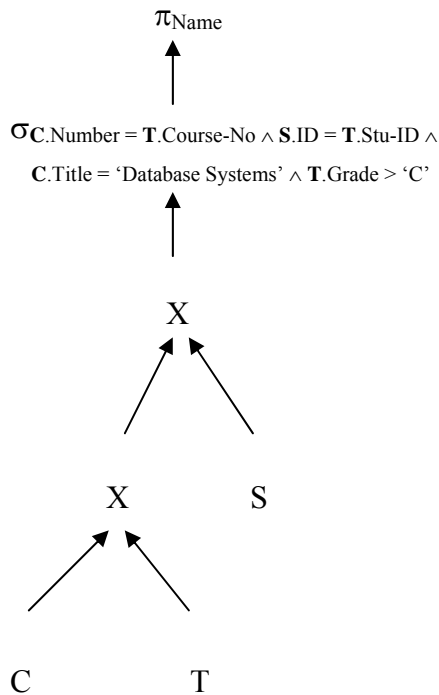 πName
σC.Number = T.Course-No ∧ S.ID = T.Stu-ID ∧
C.Title = ‘Database Systems’ ∧ T.Grade > ‘C’
X
X S
C T